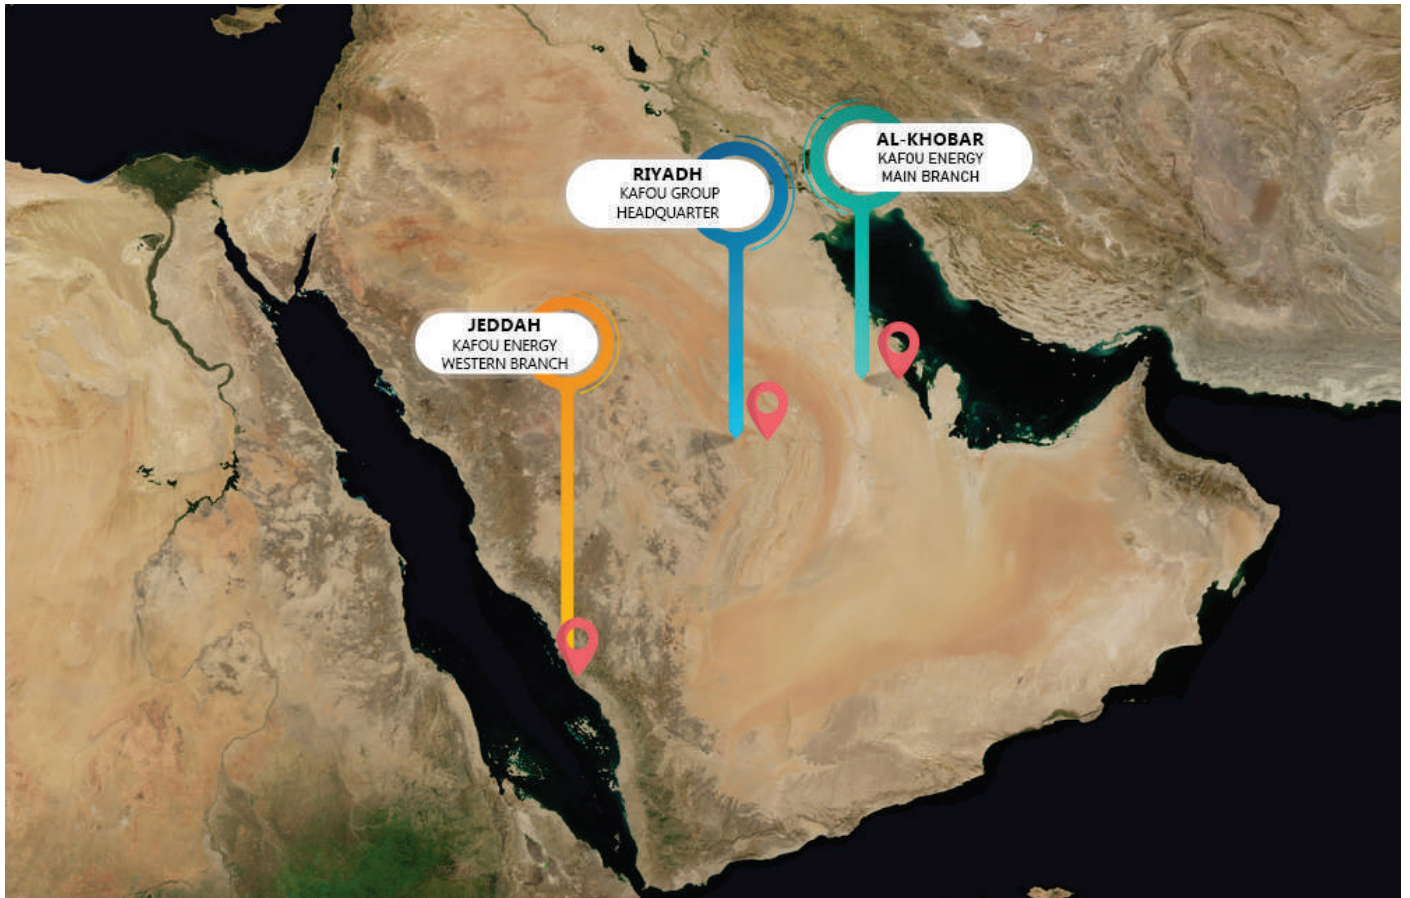 AL-KHOBAR
KAFOU ENERGY
MAIN BRANCH
RIYADH
KAFOU GROUP
HEADQUARTER
JEDDAH
KAFOU ENERGY
WESTERN BRANCH